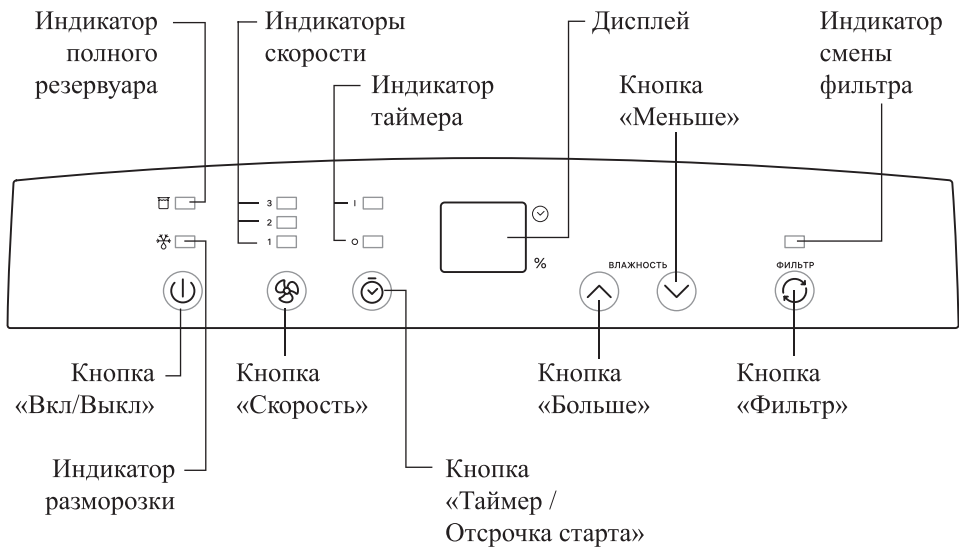 Индикатор
полного
резервуара
Индикаторы
скорости
Индикатор
таймера
Дисплей
Кнопка
«Меньше»
Индикатор
смены
фильтра
3
2
1
I
O
%
ВЛАЖНОСТЬ
ФИЛЬТР
Кнопка
«Вкл/Выкл»
Кнопка
«Скорость»
Кнопка
«Больше»
Кнопка
«Фильтр»
Индикатор
разморозки
Кнопка
«Таймер /
Отсрочка старта»